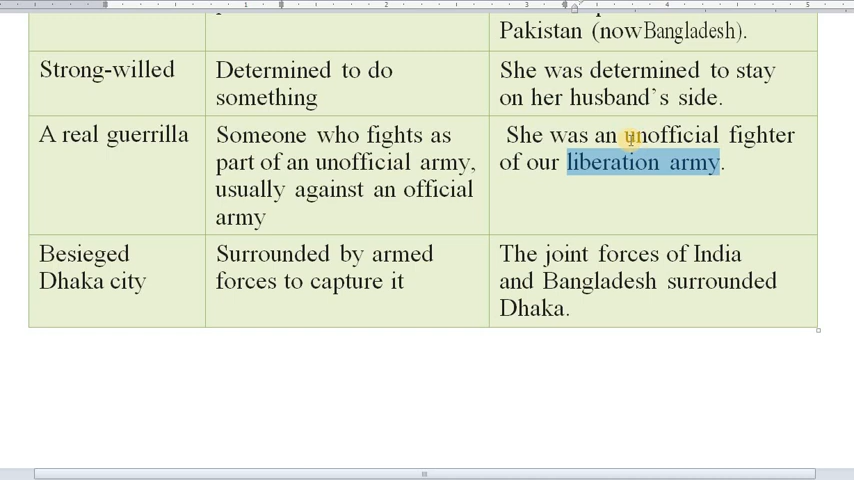 Pakistan (now Bangladesh).
Strong-willed
Determined to do
something
She was determined to stay
on her husband's side.
A real guerrilla
Someone who fights as
part of an unofficial army,
usually against an official
army
She was an unofficial fighter
of our liberation army.
Besieged
Dhaka city
Surrounded by armed
forces to capture it
The joint forces of India
and Bangladesh surrounded
Dhaka.